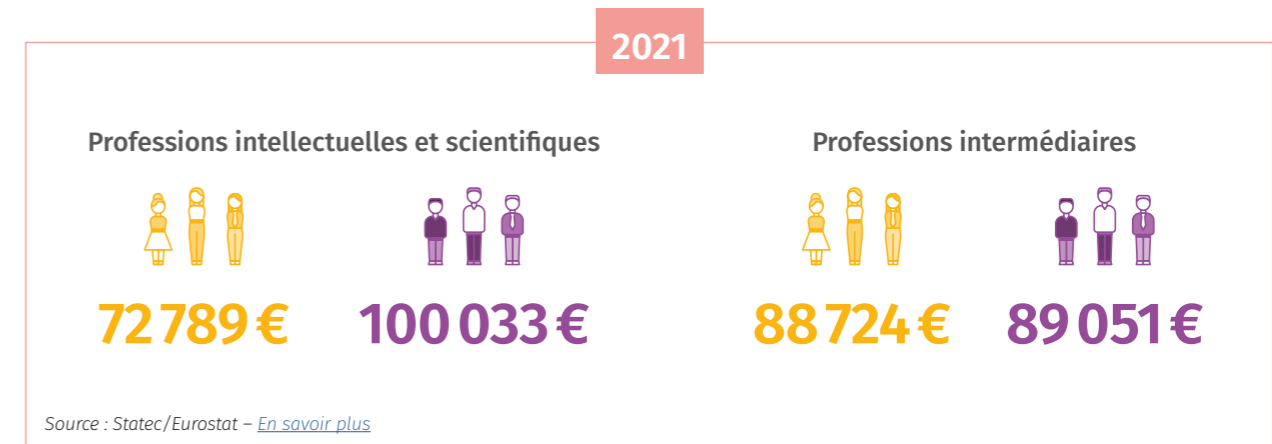 2021
Professions intellectuelles et scientifiques
Professions intermédiaires
72 789 €
100 033 €
88 724 €
89 051 €
Source : Statec/Eurostat – En savoir plus